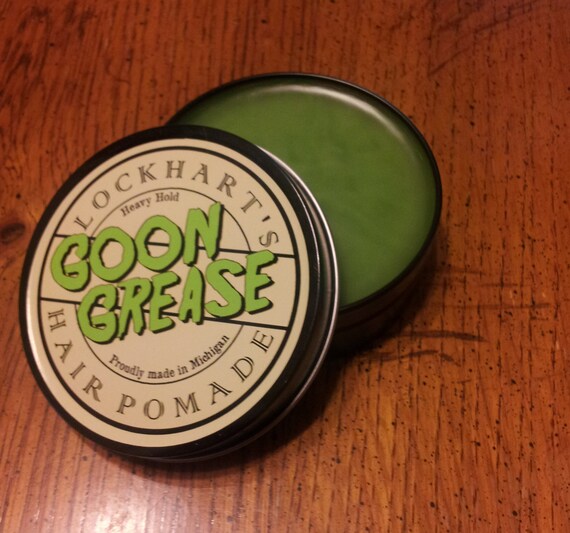 LOCKHART'S
Heavy Hold
GOON
GREASE
Proudly made in Michigan
HAIR POMADE